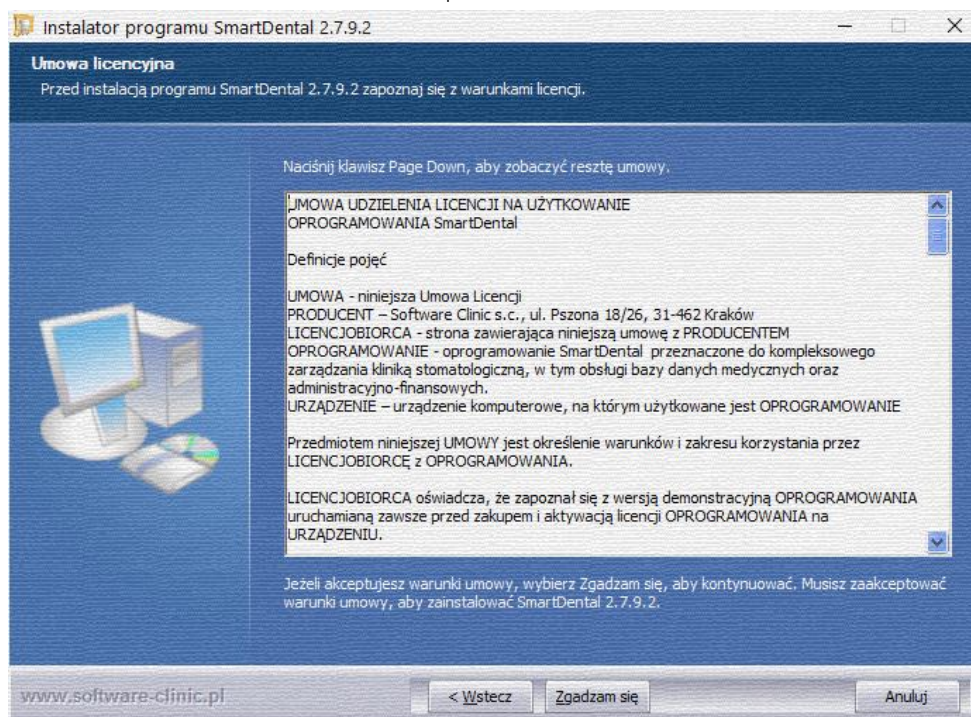 Instalator programu SmartDental 2.7.9.2
Umowa licencyjna
Przed instalacją programu SmartDental 2.7.9.2 zapoznaj się z warunkami licencji.
Naciśnij klawisz Page Down, aby zobaczyć resztę umowy.
UMOWA UDZIELENIA LICENCJI NA UŻYTKOWANIE
OPROGRAMOWANIA SmartDental
Definicje pojęć
UMOWA - niniejsza Umowa Licencji
PRODUCENT – Software Clinic s.c., ul. Pszona 18/26, 31-462 Kraków
LICENCJOBIORCA - strona zawierająca niniejszą umowę z PRODUCENTEM
OPROGRAMOWANIE - oprogramowanie SmartDental przeznaczone do kompleksowego
zarządzania kliniką stomatologiczną, w tym obsługi bazy danych medycznych oraz
administracyjno-finansowych.
URZĄDZENIE – urządzenie komputerowe, na którym użytkowane jest OPROGRAMOWANIE
Przedmiotem niniejszej UMOWY jest określenie warunków i zakresu korzystania przez
LICENCJOBIORCĘ z OPROGRAMOWANIA.
LICENCJOBIORCA oświadcza, że zapoznał się z wersją demonstracyjną OPROGRAMOWANIA
uruchamianą zawsze przed zakupem i aktywacją licencji OPROGRAMOWANIA na
URZĄDZENIU.
Jeżeli akceptujesz warunki umowy, wybierz Zgadzam się, aby kontynuować. Musisz zaakceptować
warunki umowy, aby zainstalować SmartDental 2.7.9.2.
www.software-clinic.pl
< Wstecz
Zgadzam się
Anuluj